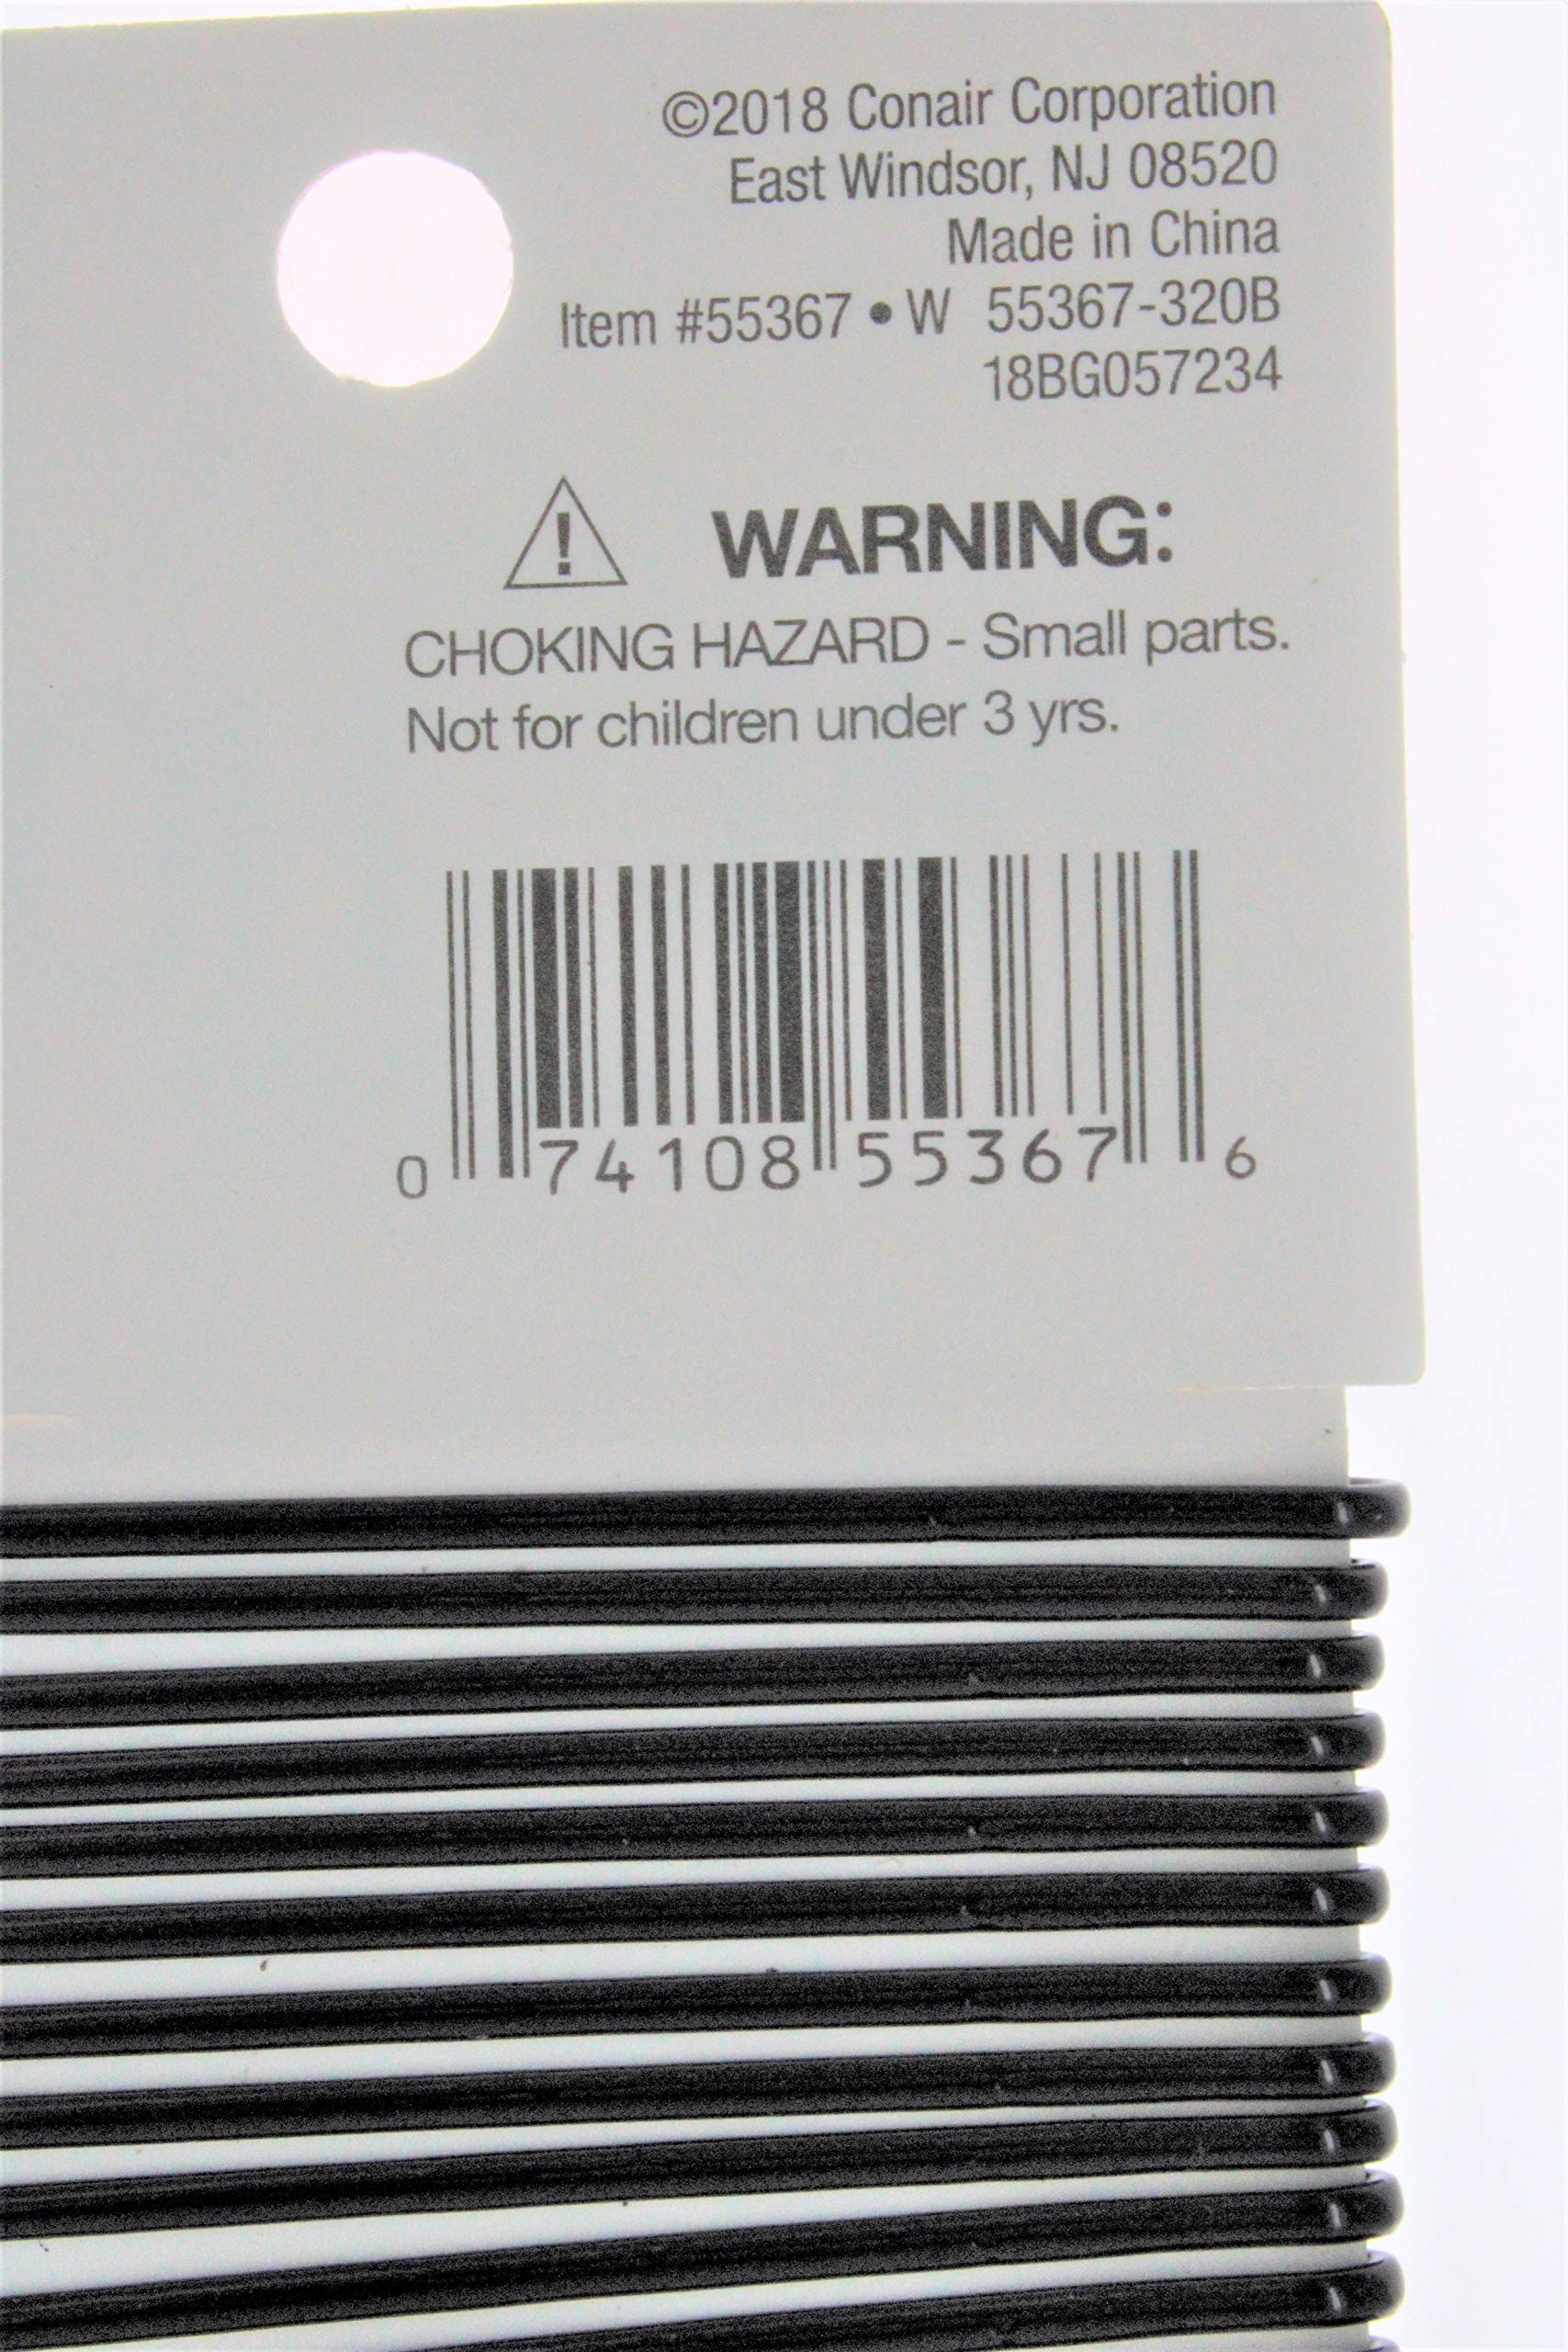 ©2018 Conair Corporation
East Windsor, NJ 08520
Made in China
Item #55367 • W 55367-320B
18BG057234
WARNING:
CHOKING HAZARD - Small parts.
Not for children under 3 yrs.
0 74108 55367 6